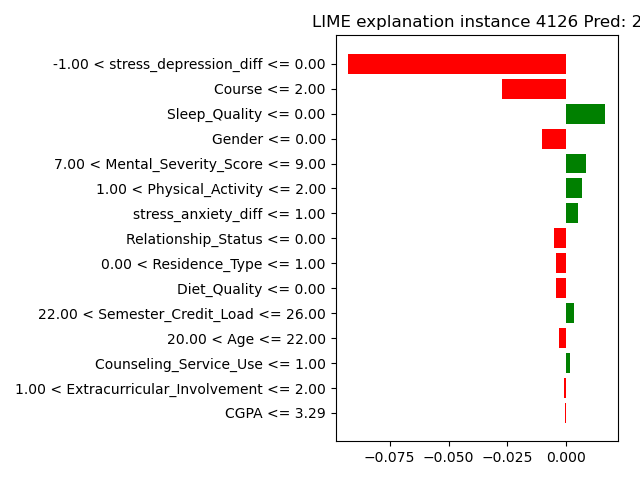 LIME explanation instance 4126 Pred: 2
-1.00 < stress_depression_diff <= 0.00
Course <= 2.00
Sleep_Quality <= 0.00
Gender <= 0.00
7.00 < Mental_Severity_Score <= 9.00
1.00 < Physical_Activity <= 2.00
stress_anxiety_diff <= 1.00
Relationship_Status <= 0.00
0.00 < Residence_Type <= 1.00
Diet_Quality <= 0.00
22.00 < Semester_Credit_Load <= 26.00
20.00 < Age <= 22.00
Counseling_Service_Use <= 1.00
1.00 < Extracurricular_Involvement <= 2.00
CGPA <= 3.29
−0.075 −0.050 −0.025 0.000